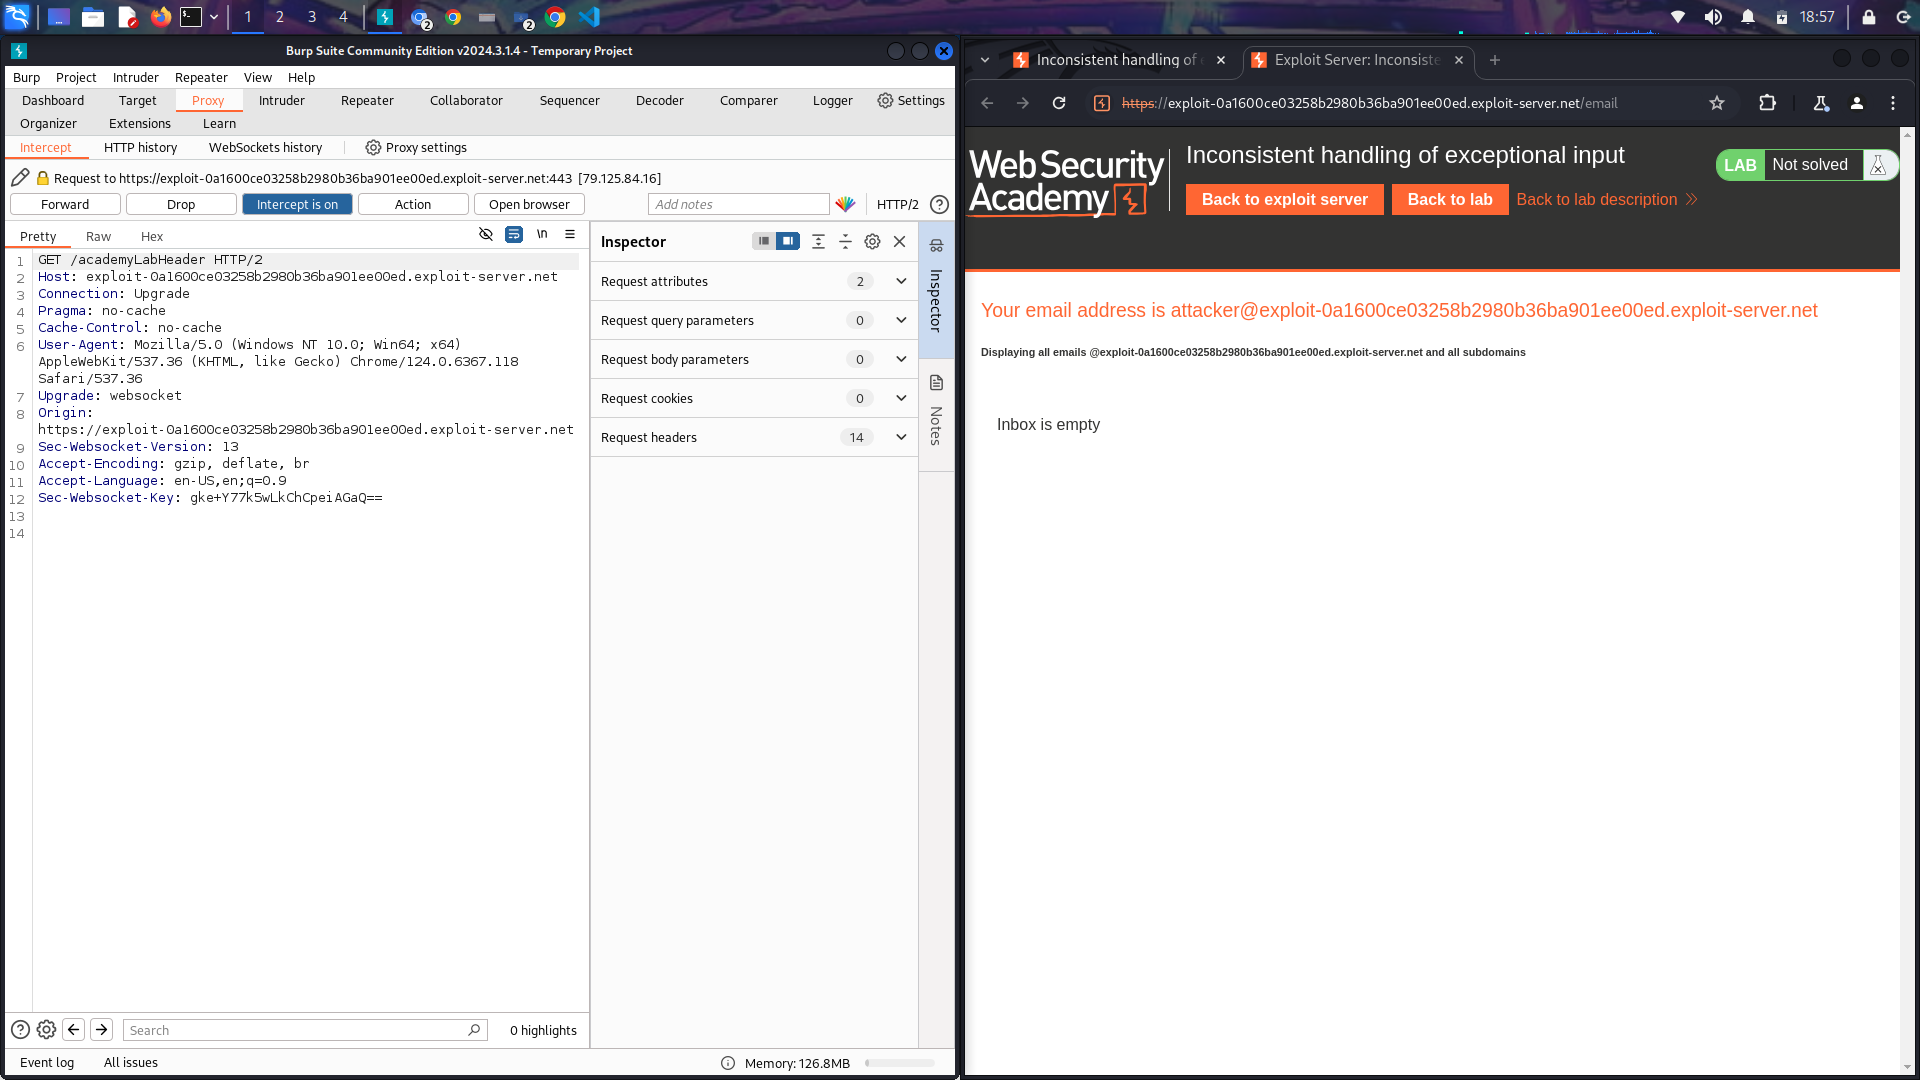 1 2 3 4 2 2 18:57
Burp Suite Community Edition v2024.3.1.4 - Temporary Project
Burp Project Intruder Repeater View Help
Dashboard Target Proxy Intruder Repeater Collaborator Sequencer Decoder Comparer Logger Settings
Organizer Extensions Learn
Intercept HTTP history WebSockets history Proxy settings
Request to https://exploit-0a1600ce03258b2980b36ba901ee00ed.exploit-server.net:443 [79.125.84.16]
Forward Drop Intercept is on Action Open browser Add notes HTTP/2
Pretty Raw Hex \n
1 GET /academyLabHeader HTTP/2
2 Host: exploit-0a1600ce03258b2980b36ba901ee00ed.exploit-server.net
3 Connection: Upgrade
4 Pragma: no-cache
5 Cache-Control: no-cache
6 User-Agent: Mozilla/5.0 (Windows NT 10.0; Win64; x64)
AppleWebKit/537.36 (KHTML, like Gecko) Chrome/124.0.6367.118
Safari/537.36
7 Upgrade: websocket
8 Origin:
https://exploit-0a1600ce03258b2980b36ba901ee00ed.exploit-server.net
9 Sec-Websocket-Version: 13
10 Accept-Encoding: gzip, deflate, br
11 Accept-Language: en-US,en;q=0.9
12 Sec-Websocket-Key: gke+Y77k5wLkChCpeiAGaQ==
13
14
Inspector
Request attributes 2
Request query parameters 0
Request body parameters 0
Request cookies 0
Request headers 14
Inspector
Notes
Search 0 highlights
Event log All issues Memory: 126.8MB
Inconsistent handling of e Exploit Server: Inconsiste
https://exploit-0a1600ce03258b2980b36ba901ee00ed.exploit-server.net/email
WebSecurity
Academy
Inconsistent handling of exceptional input
LAB Not solved
Back to exploit server Back to lab Back to lab description
Your email address is attacker@exploit-0a1600ce03258b2980b36ba901ee00ed.exploit-server.net
Displaying all emails @exploit-0a1600ce03258b2980b36ba901ee00ed.exploit-server.net and all subdomains
Inbox is empty